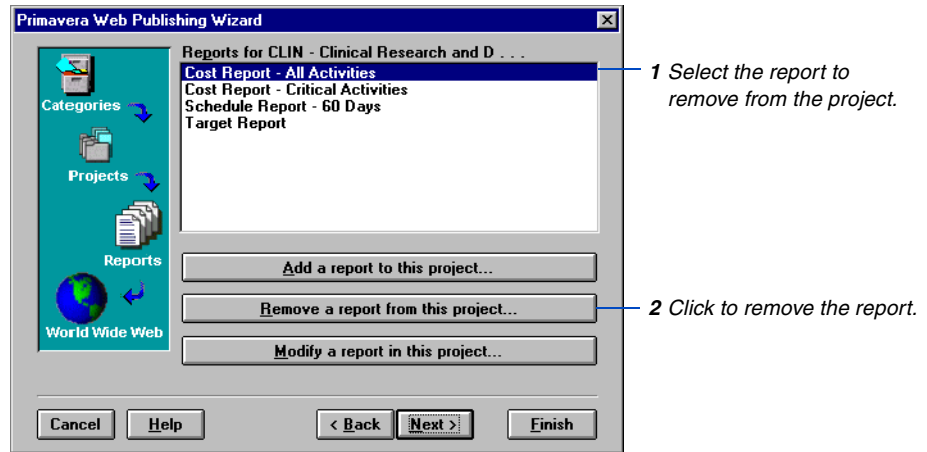 Primavera Web Publishing Wizard
Categories
Projects
Reports
World Wide Web
Reports for CLIN - Clinical Research and D . . .
Cost Report - All Activities
Cost Report - Critical Activities
Schedule Report - 60 Days
Target Report
Add a report to this project...
Remove a report from this project...
Modify a report in this project...
Cancel
Help
< Back
Next >
Finish
1 Select the report to
remove from the project.
2 Click to remove the report.